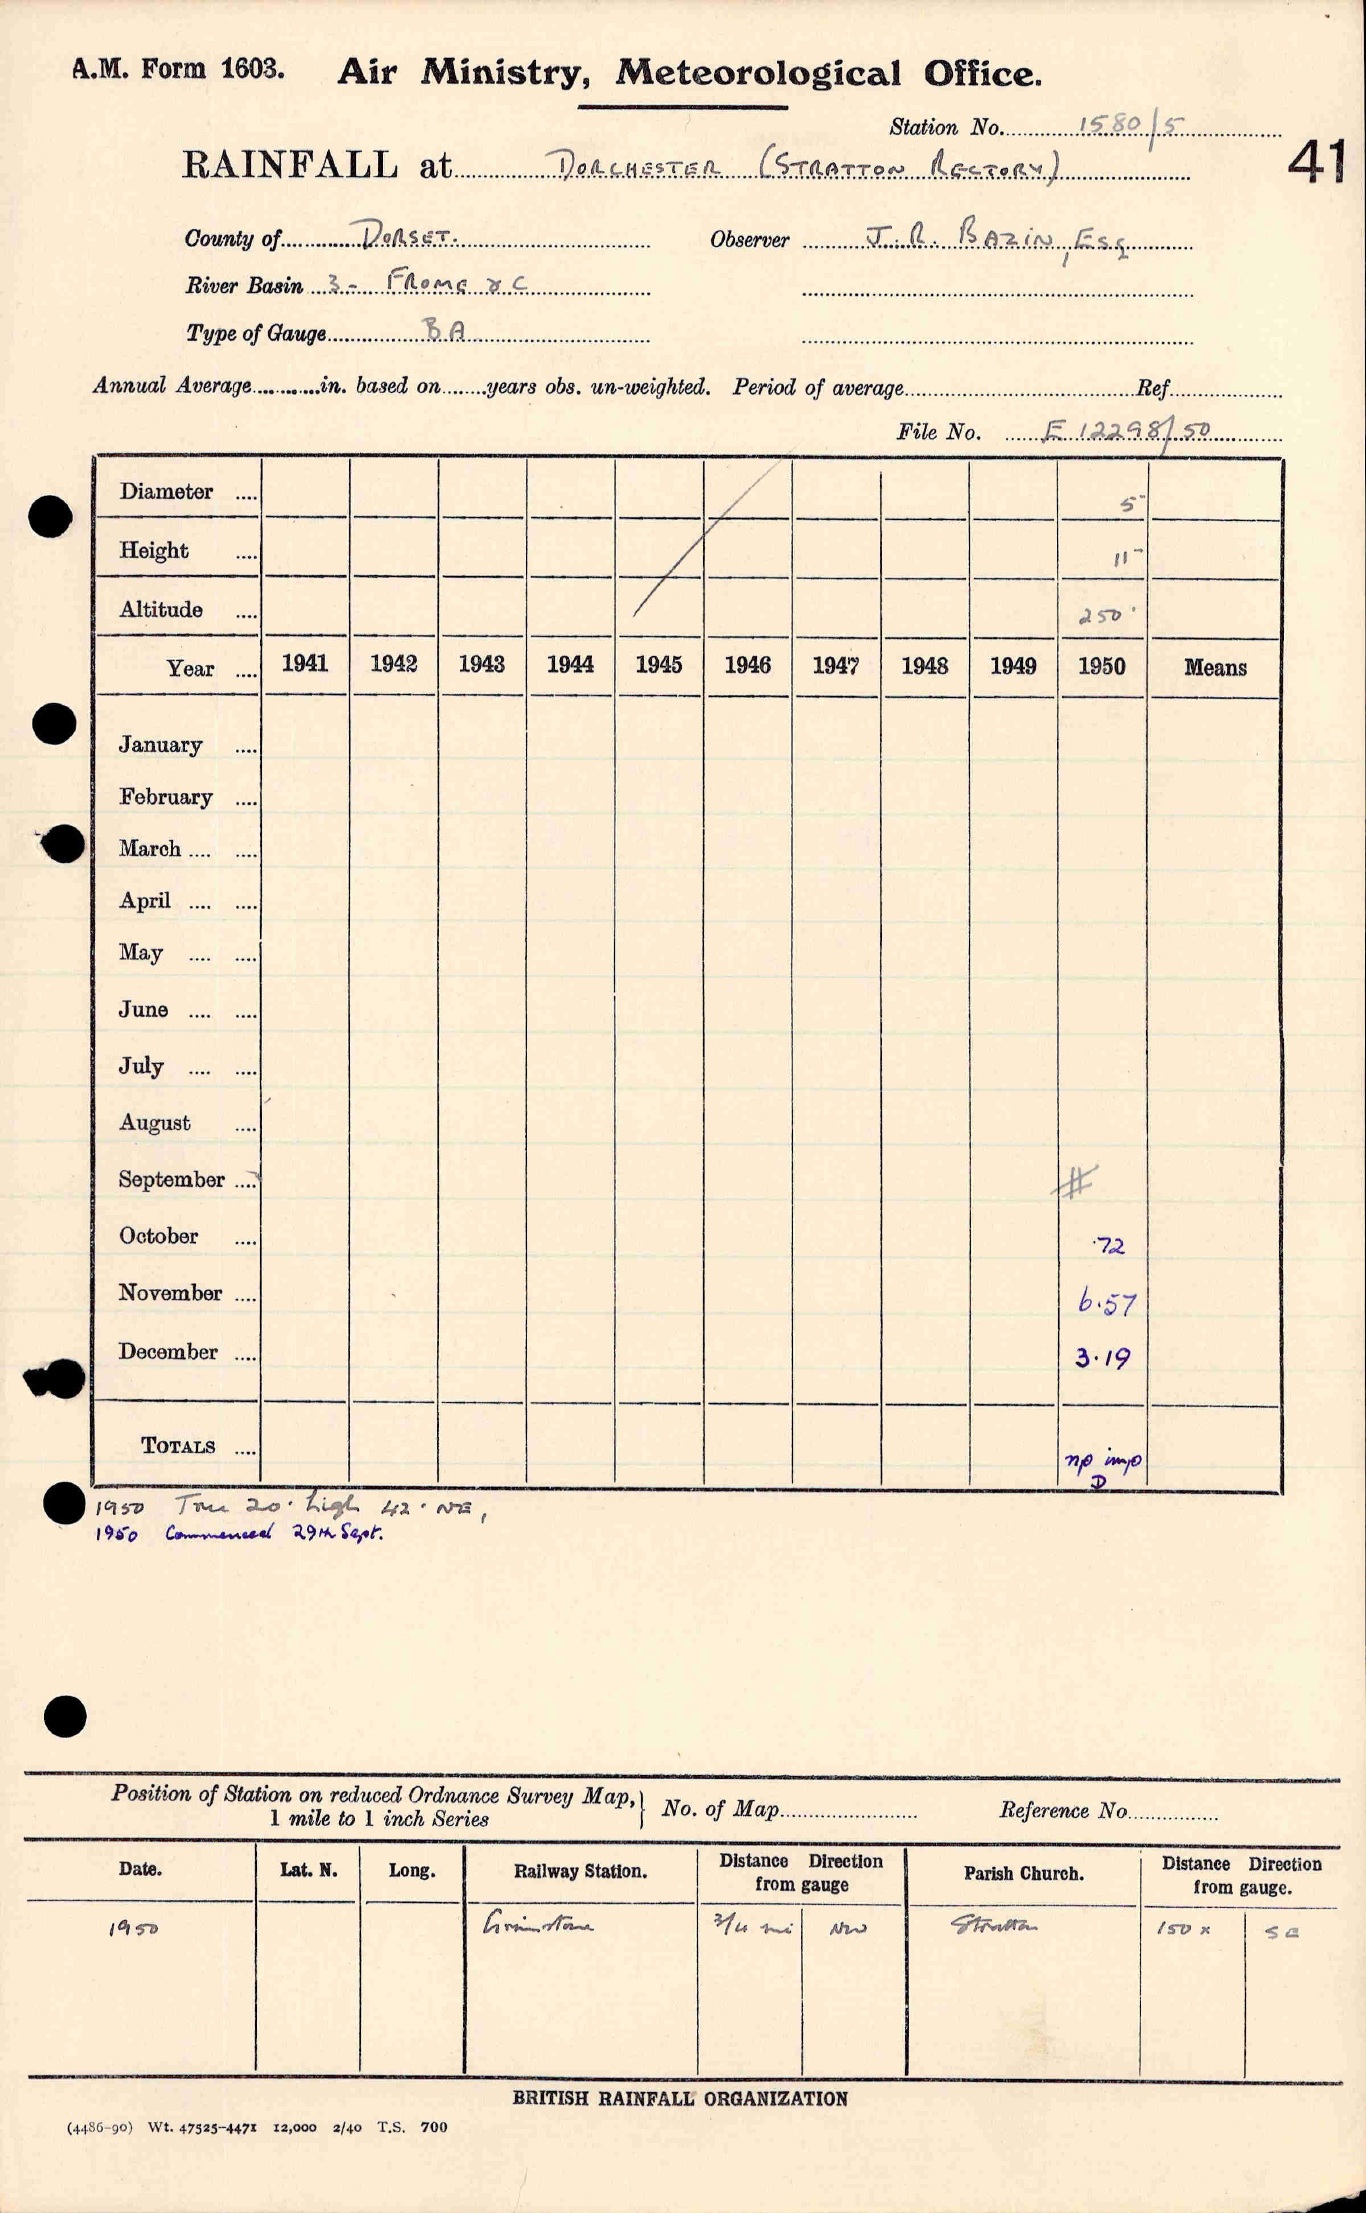 A.M. Form 1603. Air Ministry, Meteorological Office.
Station No. 1580/5
41
RAINFALL at DORCHESTER (STRATTON RECTORY)
County of DORSET. Observer J. R. BAZIN, ESQ
River Basin 3 - FROME & C
Type of Gauge BA
Annual Average in. based on years obs. un-weighted. Period of average Ref.
File No. E 12298/50
Diameter .... 5"
Height .... 11"
Altitude .... 250'
Year .... 1941 1942 1943 1944 1945 1946 1947 1948 1949 1950 Means
January ....
February ....
March .... ....
April .... ....
May .... ....
June .... ....
July .... ....
August ....
September .... #
October .... .72
November .... 6.57
December .... 3.19
TOTALS .... np imp
D
1950 Tree 20' high 42' NE,
1950 Commenced 29th Sept.
Position of Station on reduced Ordnance Survey Map, } No. of Map Reference No.
1 mile to 1 inch Series
Date. Lat. N. Long. Railway Station. Distance Direction from gauge Parish Church. Distance Direction from gauge.
1950 Grimstone 3/4 mi NW Stratton 150 x SE
BRITISH RAINFALL ORGANIZATION
(4486-90) Wt. 47525-4471 12,000 2/40 T.S. 700